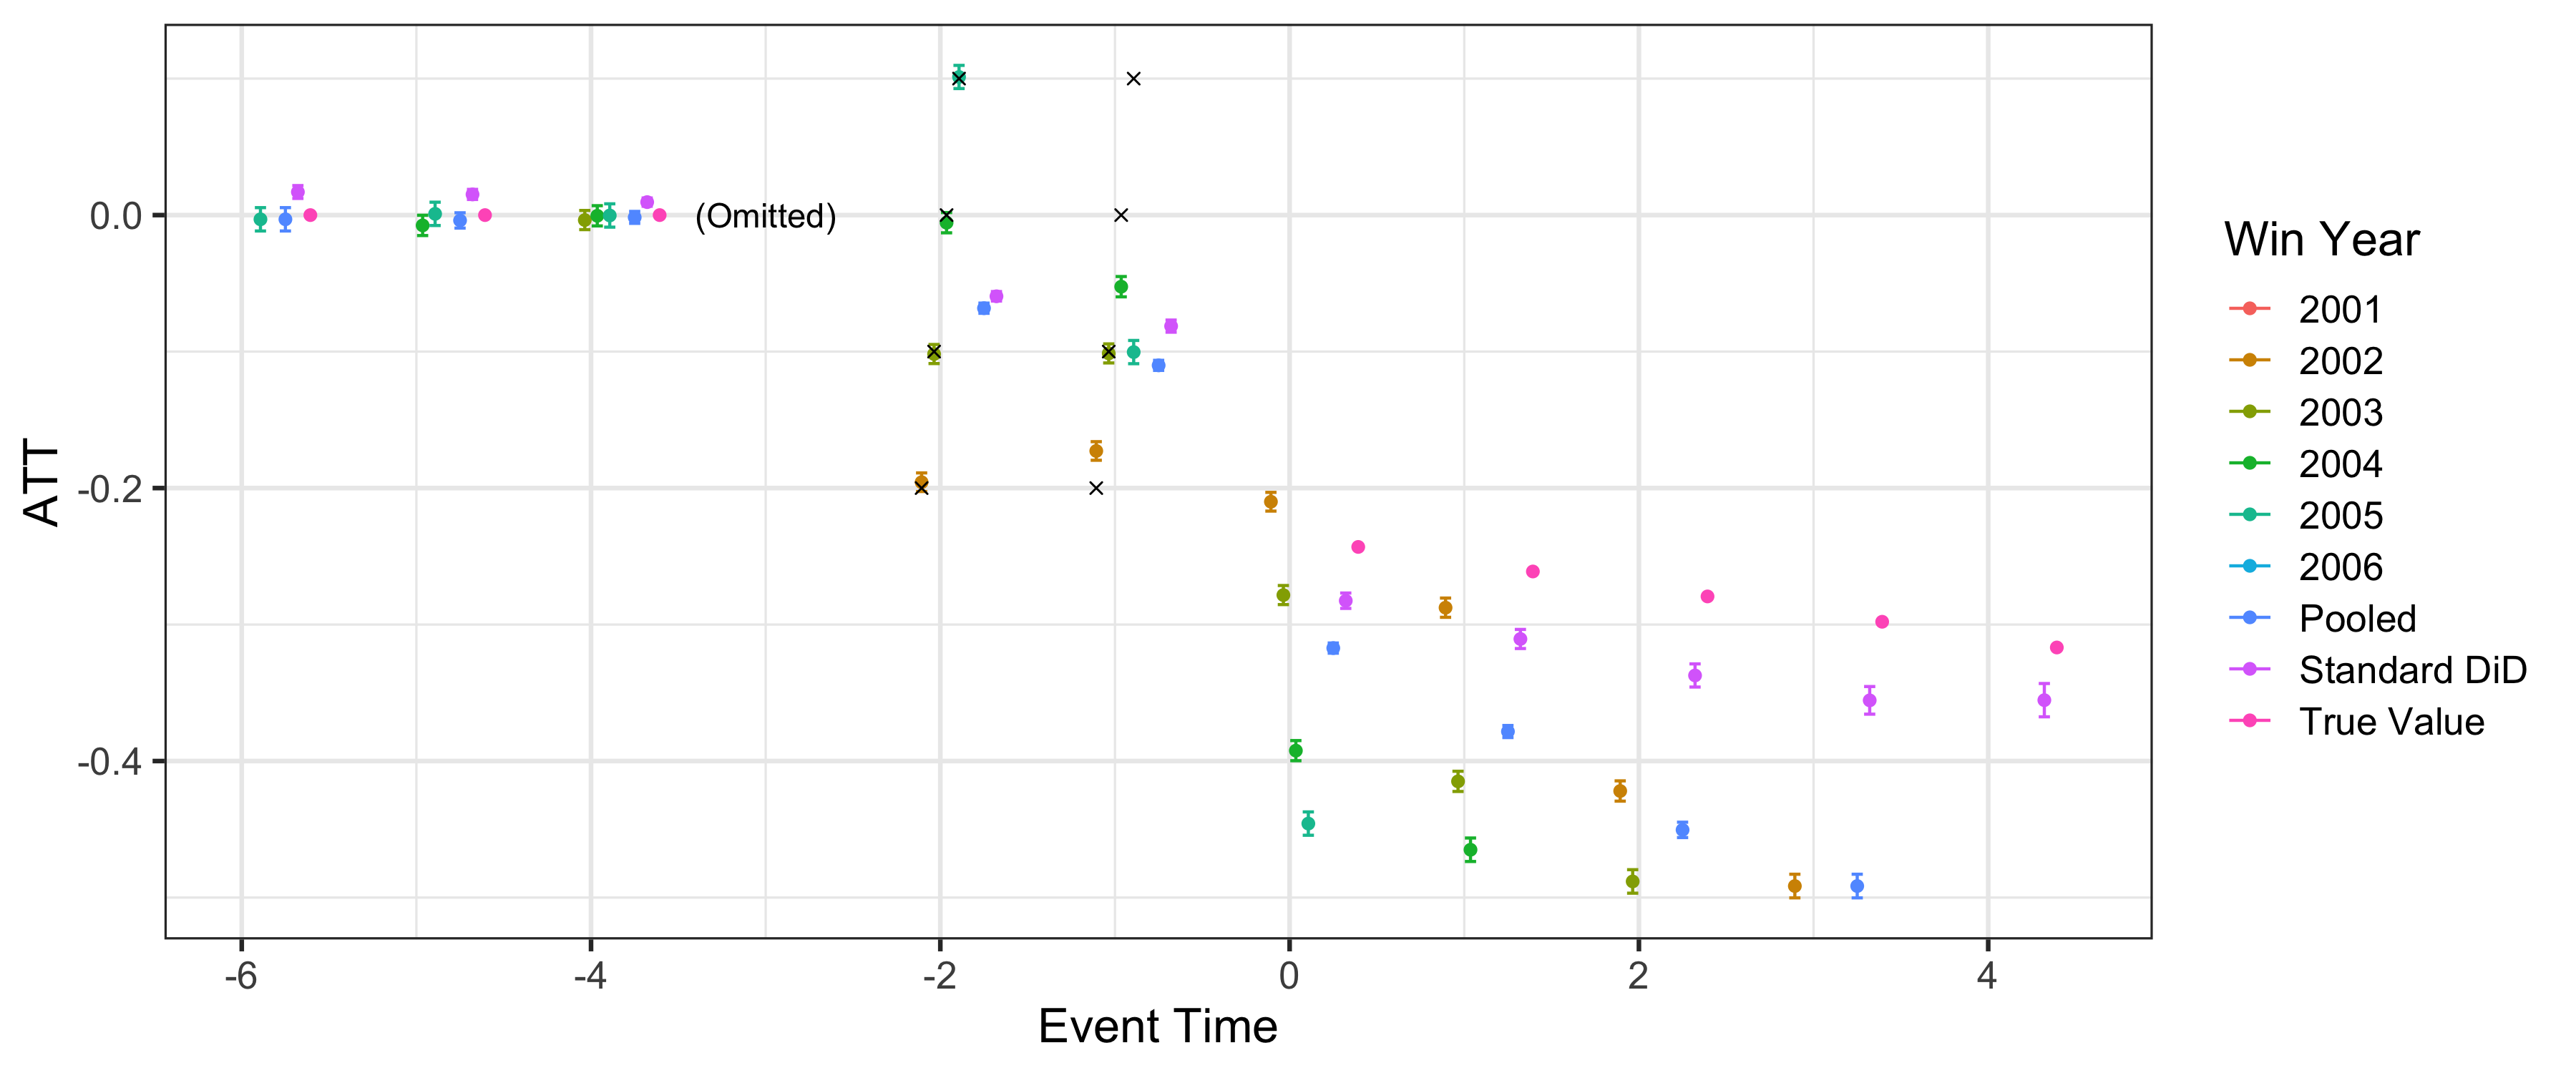 0.0
-0.2
-0.4
ATT
(Omitted)
-6
-4
-2
0
2
4
Event Time
Win Year
2001
2002
2003
2004
2005
2006
Pooled
Standard DiD
True Value